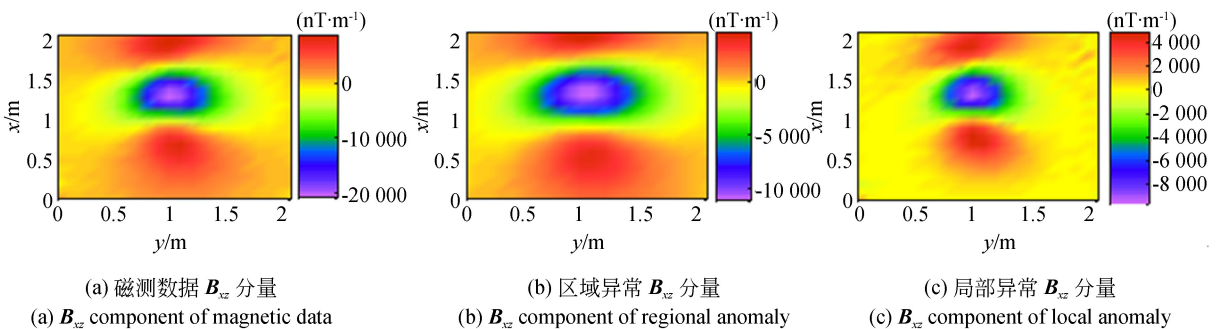 (nT·m⁻¹)
2
1.5
1
0.5
0
x/m
0
-10 000
-20 000
0 0.5 1 1.5 2
y/m
(a) 磁测数据 Bxz 分量
(a) Bxz component of magnetic data
(nT·m⁻¹)
2
1.5
1
0.5
0
x/m
0
-5 000
-10 000
0 0.5 1 1.5 2
y/m
(b) 区域异常 Bxz 分量
(b) Bxz component of regional anomaly
(nT·m⁻¹)
2
1.5
1
0.5
0
x/m
4 000
2 000
0
-2 000
-4 000
-6 000
-8 000
0 0.5 1 1.5 2
y/m
(c) 局部异常 Bxz 分量
(c) Bxz component of local anomaly